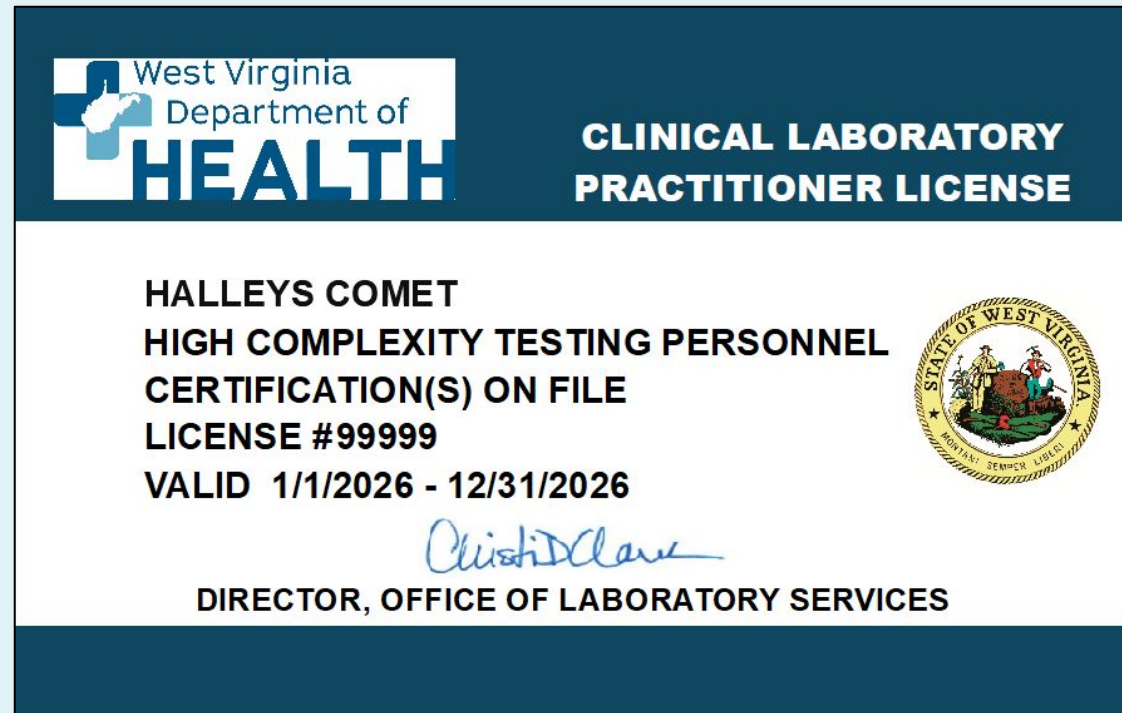 West Virginia
Department of
HEALTH
CLINICAL LABORATORY
PRACTITIONER LICENSE
HALLEYS COMET
HIGH COMPLEXITY TESTING PERSONNEL
CERTIFICATION(S) ON FILE
LICENSE #99999
VALID 1/1/2026 - 12/31/2026
STATE OF WEST VIRGINIA.
MONTANI SEMPER LIBERI
DIRECTOR, OFFICE OF LABORATORY SERVICES